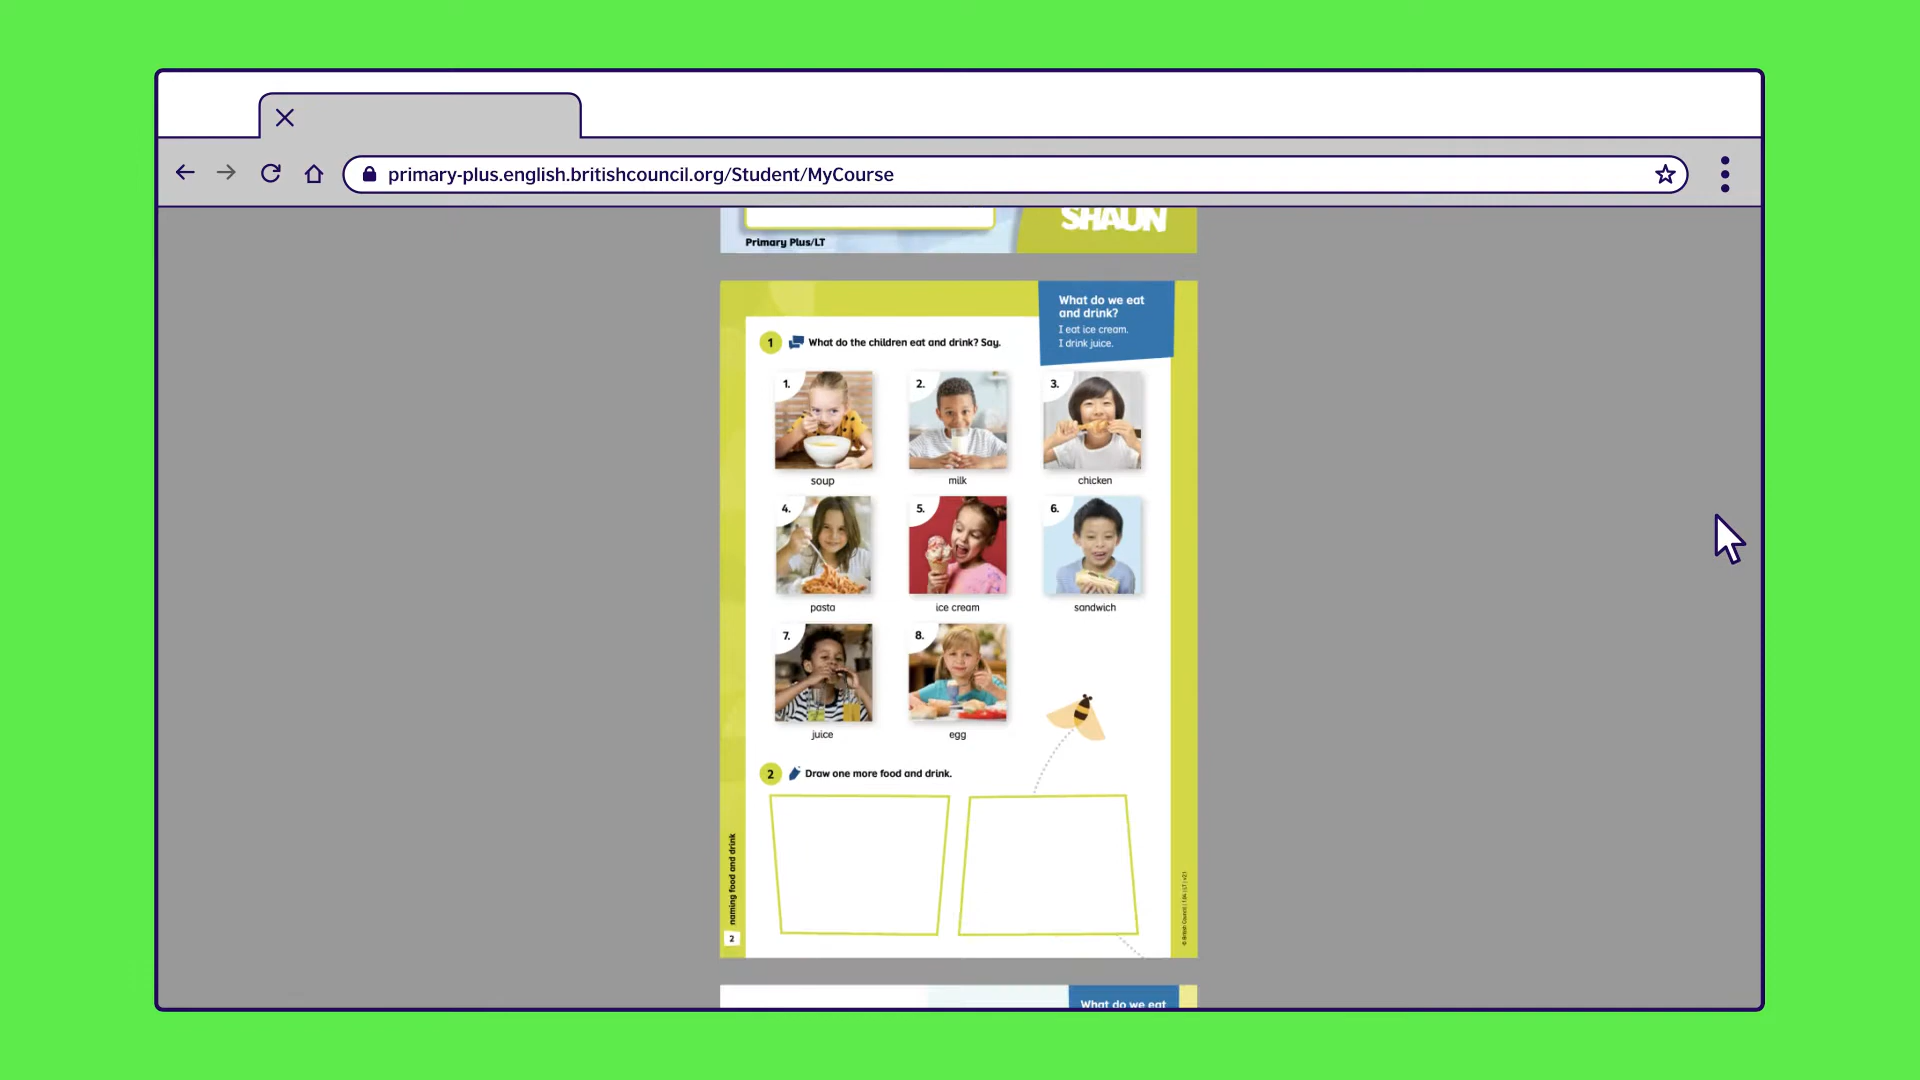 primary-plus.english.britishcouncil.org/Student/MyCourse
SHAUN
Primary Plus/LT
What do we eat
and drink?
I eat ice cream.
I drink juice.
1 What do the children eat and drink? Say.
1. 2. 3.
soup milk chicken
4. 5. 6.
pasta ice cream sandwich
7. 8.
juice egg
2 Draw one more food and drink.
naming food and drink
2
What do we eat